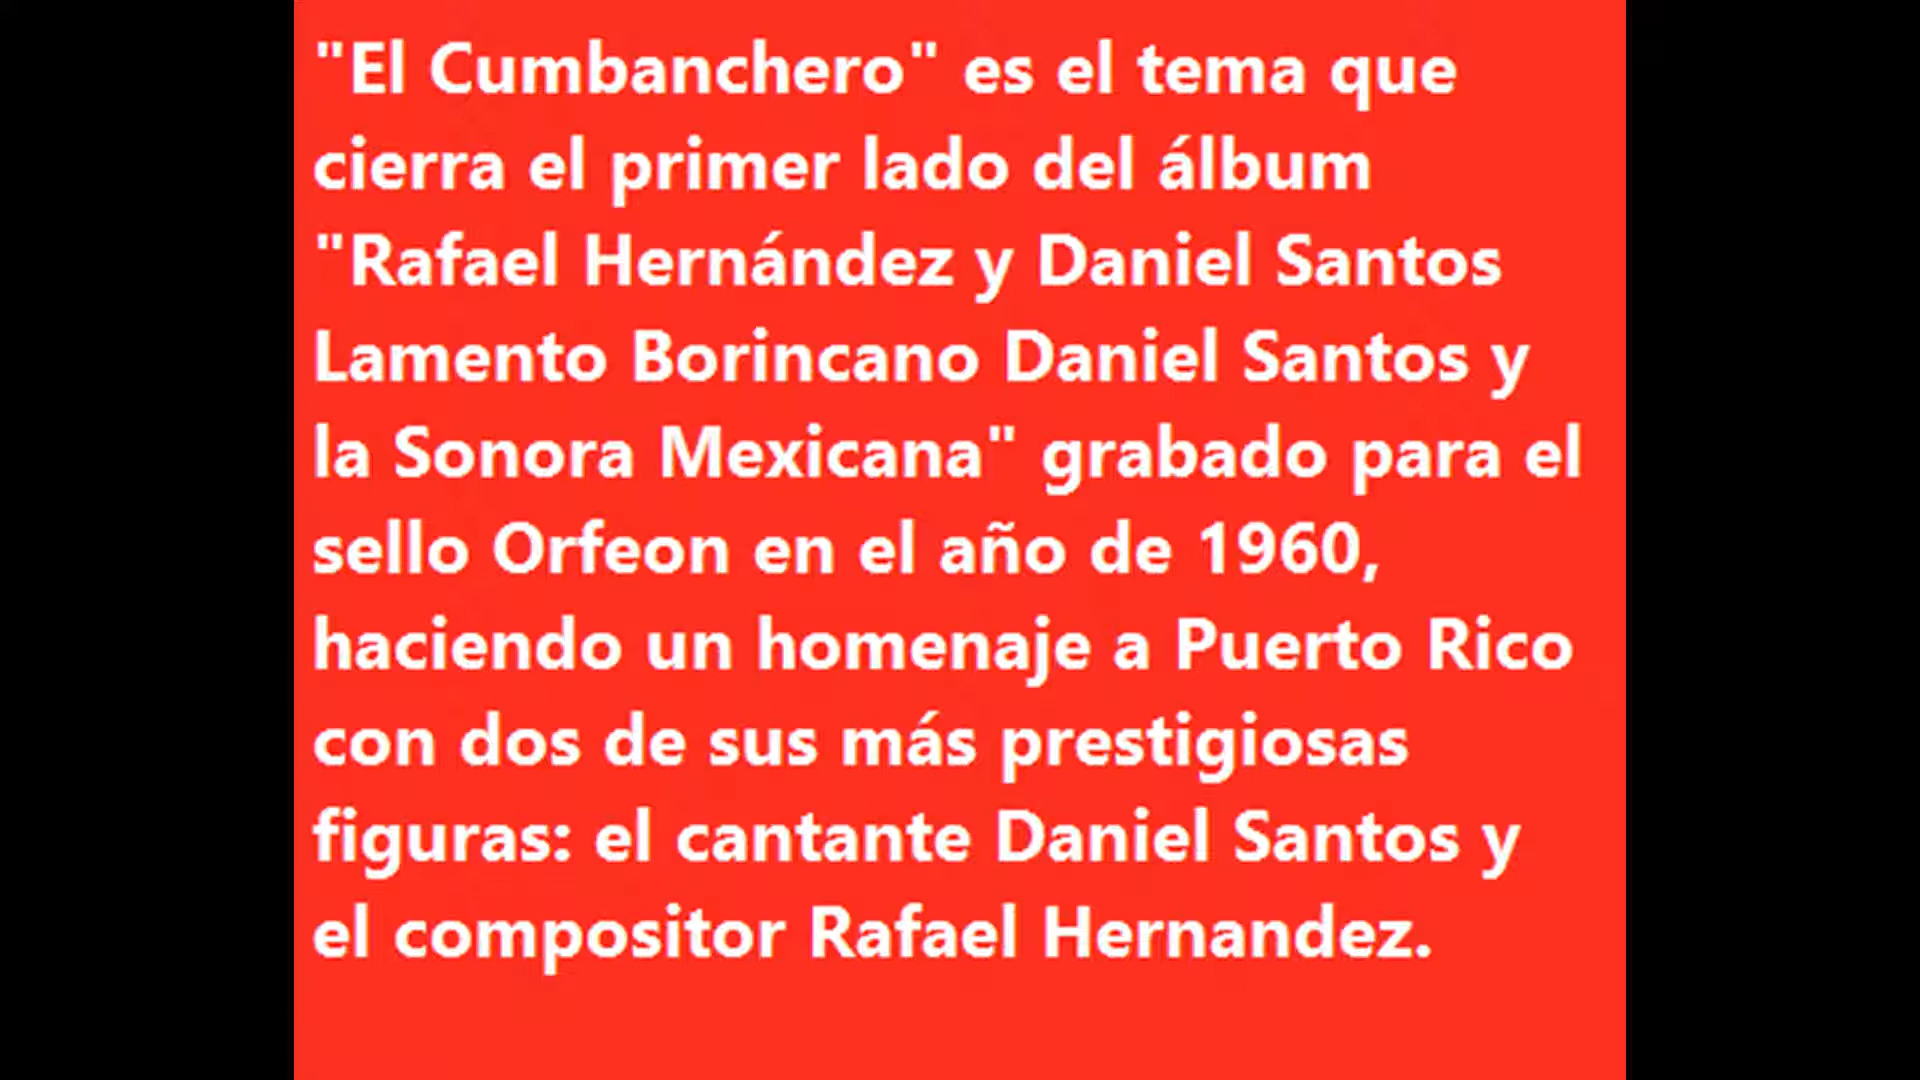 "El Cumbanchero" es el tema que
cierra el primer lado del álbum
"Rafael Hernández y Daniel Santos
Lamento Borincano Daniel Santos y
la Sonora Mexicana" grabado para el
sello Orfeon en el año de 1960,
haciendo un homenaje a Puerto Rico
con dos de sus más prestigiosas
figuras: el cantante Daniel Santos y
el compositor Rafael Hernandez.